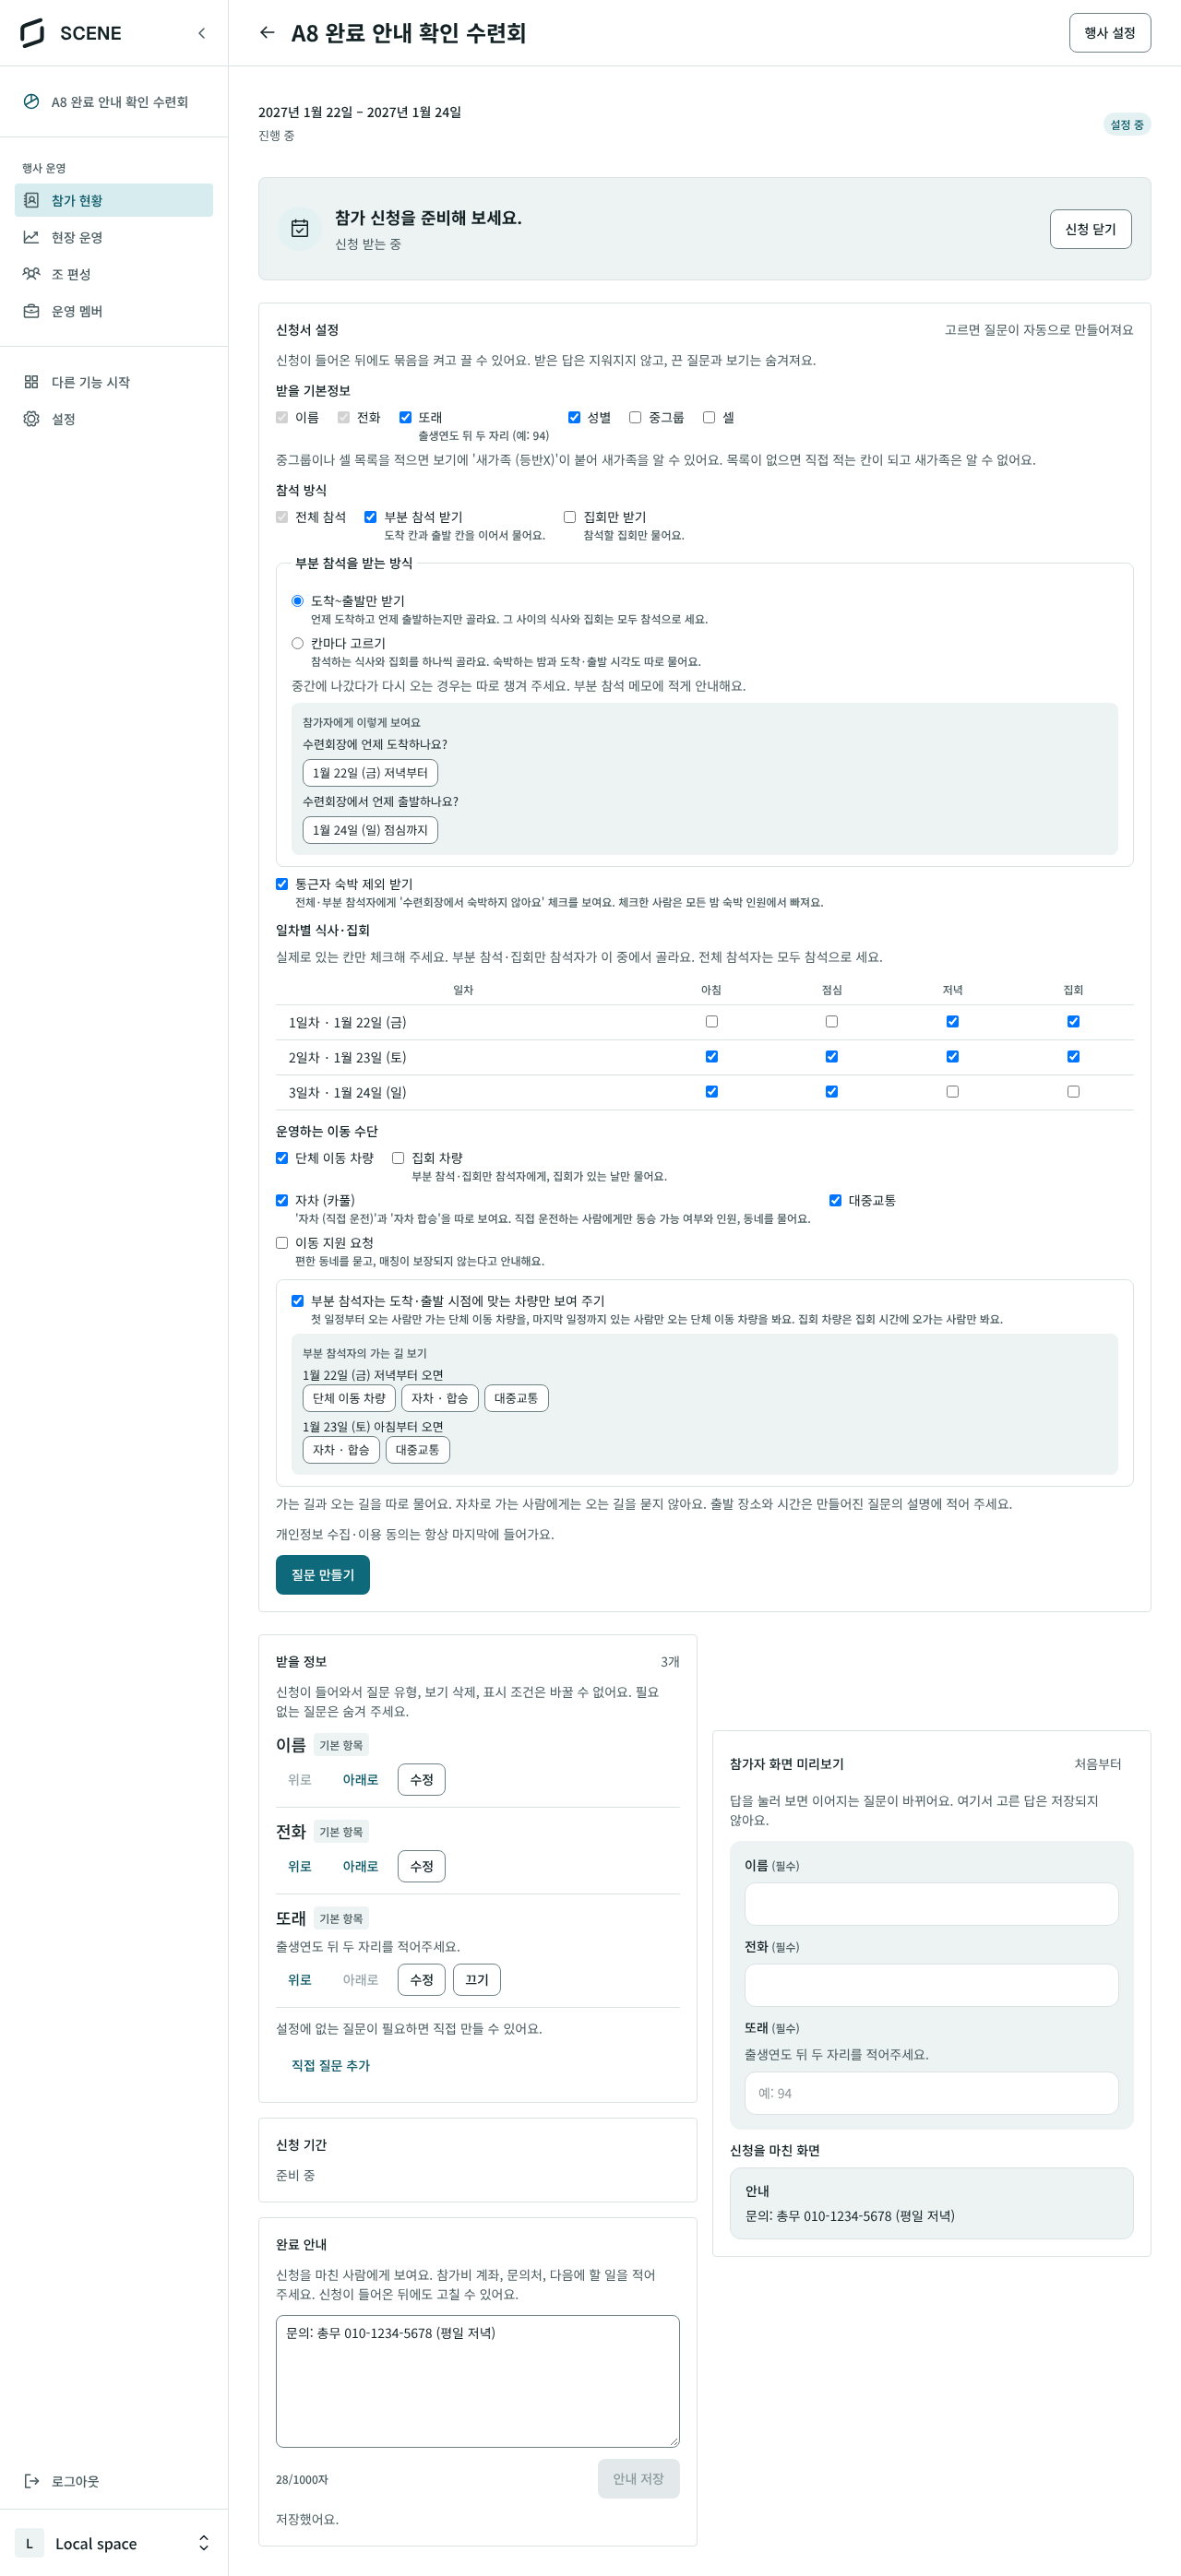 SCENE
A8 완료 안내 확인 수련회
행사 운영
참가 현황
현장 운영
조 편성
운영 멤버
다른 기능 시작
설정
로그아웃
L Local space
A8 완료 안내 확인 수련회
행사 설정
2027년 1월 22일 – 2027년 1월 24일
진행 중
설정 중
참가 신청을 준비해 보세요.
신청 받는 중
신청 닫기
신청서 설정
고르면 질문이 자동으로 만들어져요
신청이 들어온 뒤에도 묶음을 켜고 끌 수 있어요. 받은 답은 지워지지 않고, 끈 질문과 보기는 숨겨져요.
받을 기본정보
이름 전화 또래 성별 중그룹 셀
출생연도 뒤 두 자리 (예: 94)
중그룹이나 셀 목록을 적으면 보기에 '새가족 (등반X)'이 붙어 새가족을 알 수 있어요. 목록이 없으면 직접 적는 칸이 되고 새가족은 알 수 없어요.
참석 방식
전체 참석 부분 참석 받기 집회만 받기
도착 칸과 출발 칸을 이어서 물어요. 참석할 집회만 물어요.
부분 참석을 받는 방식
도착~출발만 받기
언제 도착하고 언제 출발하는지만 골라요. 그 사이의 식사와 집회는 모두 참석으로 세요.
칸마다 고르기
참석하는 식사와 집회를 하나씩 골라요. 숙박하는 밤과 도착·출발 시각도 따로 물어요.
중간에 나갔다가 다시 오는 경우는 따로 챙겨 주세요. 부분 참석 메모에 적게 안내해요.
참가자에게 이렇게 보여요
수련회장에 언제 도착하나요?
1월 22일 (금) 저녁부터
수련회장에서 언제 출발하나요?
1월 24일 (일) 점심까지
통근자 숙박 제외 받기
전체·부분 참석자에게 '수련회장에서 숙박하지 않아요' 체크를 보여요. 체크한 사람은 모든 밤 숙박 인원에서 빠져요.
일차별 식사·집회
실제로 있는 칸만 체크해 주세요. 부분 참석·집회만 참석자가 이 중에서 골라요. 전체 참석자는 모두 참석으로 세요.
일차 아침 점심 저녁 집회
1일차 · 1월 22일 (금)
2일차 · 1월 23일 (토)
3일차 · 1월 24일 (일)
운영하는 이동 수단
단체 이동 차량 집회 차량
부분 참석·집회만 참석자에게, 집회가 있는 날만 물어요.
자차 (카풀) 대중교통
'자차 (직접 운전)'과 '자차 합승'을 따로 보여요. 직접 운전하는 사람에게만 동승 가능 여부와 인원, 동네를 물어요.
이동 지원 요청
편한 동네를 묻고, 매칭이 보장되지 않는다고 안내해요.
부분 참석자는 도착·출발 시점에 맞는 차량만 보여 주기
첫 일정부터 오는 사람만 가는 단체 이동 차량을, 마지막 일정까지 있는 사람만 오는 단체 이동 차량을 봐요. 집회 차량은 집회 시간에 오가는 사람만 봐요.
부분 참석자의 가는 길 보기
1월 22일 (금) 저녁부터 오면
단체 이동 차량 자차 · 합승 대중교통
1월 23일 (토) 아침부터 오면
자차 · 합승 대중교통
가는 길과 오는 길을 따로 물어요. 자차로 가는 사람에게는 오는 길을 묻지 않아요. 출발 장소와 시간은 만들어진 질문의 설명에 적어 주세요.
개인정보 수집·이용 동의는 항상 마지막에 들어가요.
질문 만들기
받을 정보 3개
신청이 들어와서 질문 유형, 보기 삭제, 표시 조건은 바꿀 수 없어요. 필요
없는 질문은 숨겨 주세요.
이름 기본 항목
위로 아래로 수정
전화 기본 항목
위로 아래로 수정
또래 기본 항목
출생연도 뒤 두 자리를 적어주세요.
위로 아래로 수정 끄기
설정에 없는 질문이 필요하면 직접 만들 수 있어요.
직접 질문 추가
신청 기간
준비 중
완료 안내
신청을 마친 사람에게 보여요. 참가비 계좌, 문의처, 다음에 할 일을 적어
주세요. 신청이 들어온 뒤에도 고칠 수 있어요.
문의: 총무 010-1234-5678 (평일 저녁)
28/1000자
안내 저장
저장했어요.
참가자 화면 미리보기 처음부터
답을 눌러 보면 이어지는 질문이 바뀌어요. 여기서 고른 답은 저장되지
않아요.
이름 (필수)
전화 (필수)
또래 (필수)
출생연도 뒤 두 자리를 적어주세요.
예: 94
신청을 마친 화면
안내
문의: 총무 010-1234-5678 (평일 저녁)